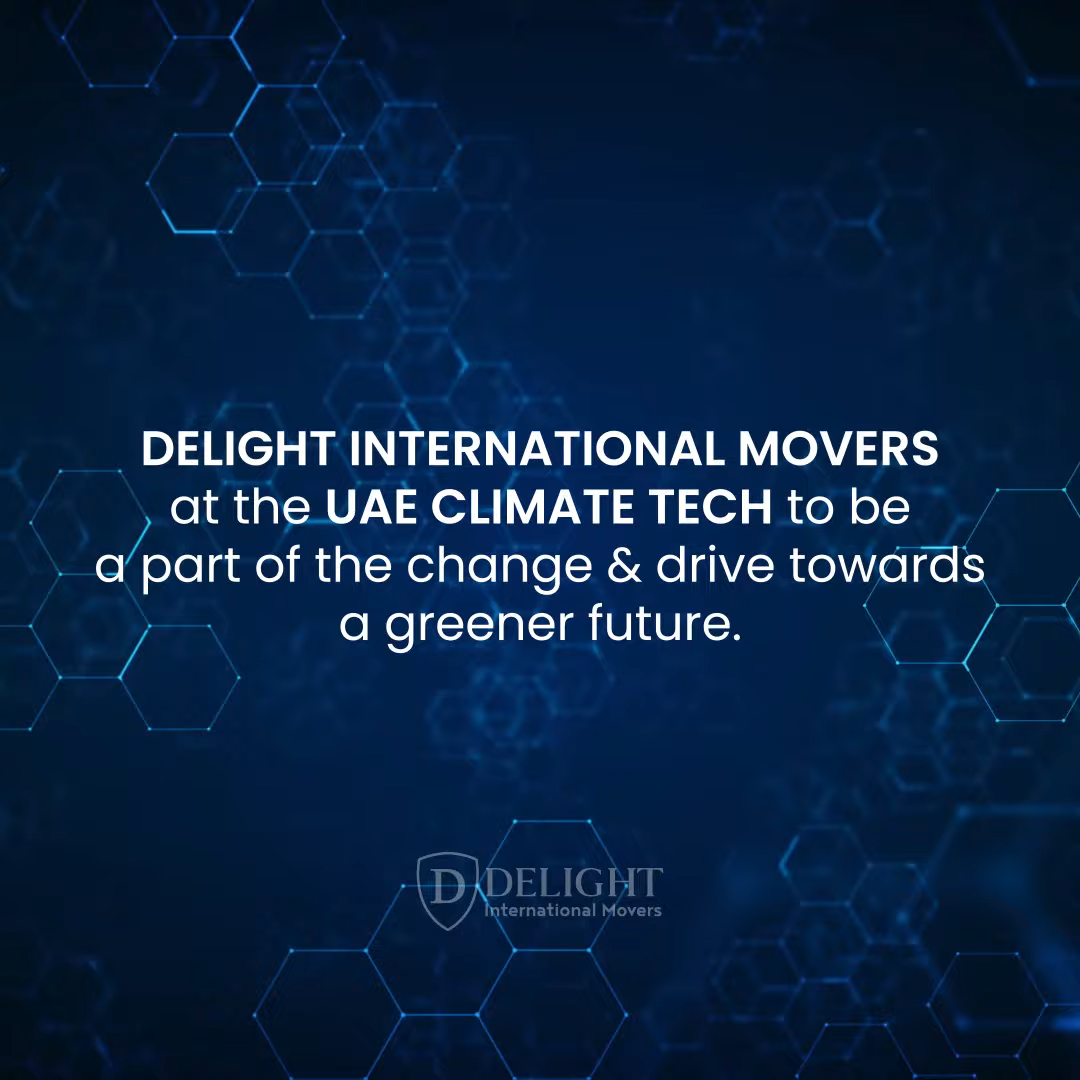 DELIGHT INTERNATIONAL MOVERS
at the UAE CLIMATE TECH to be
a part of the change & drive towards
a greener future.
D DELIGHT
International Movers